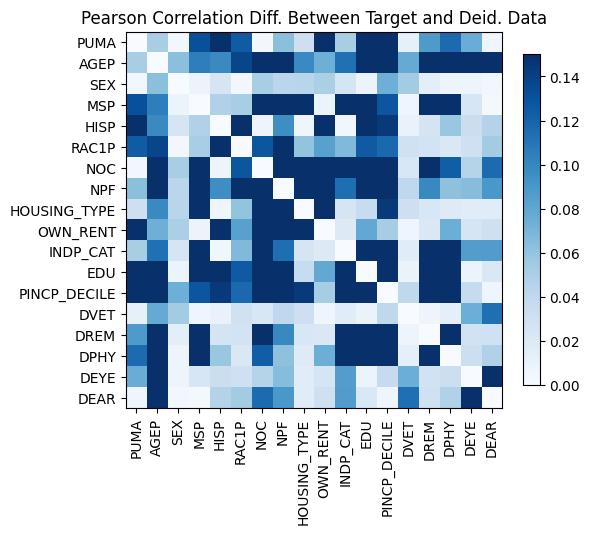 Pearson Correlation Diff. Between Target and Deid. Data
PUMA
AGEP
SEX
MSP
HISP
RAC1P
NOC
NPF
HOUSING_TYPE
OWN_RENT
INDP_CAT
EDU
PINCP_DECILE
DVET
DREM
DPHY
DEYE
DEAR
0.14
0.12
0.10
0.08
0.06
0.04
0.02
0.00
PUMA
AGEP
SEX
MSP
HISP
RAC1P
NOC
NPF
HOUSING_TYPE
OWN_RENT
INDP_CAT
EDU
PINCP_DECILE
DVET
DREM
DPHY
DEYE
DEAR